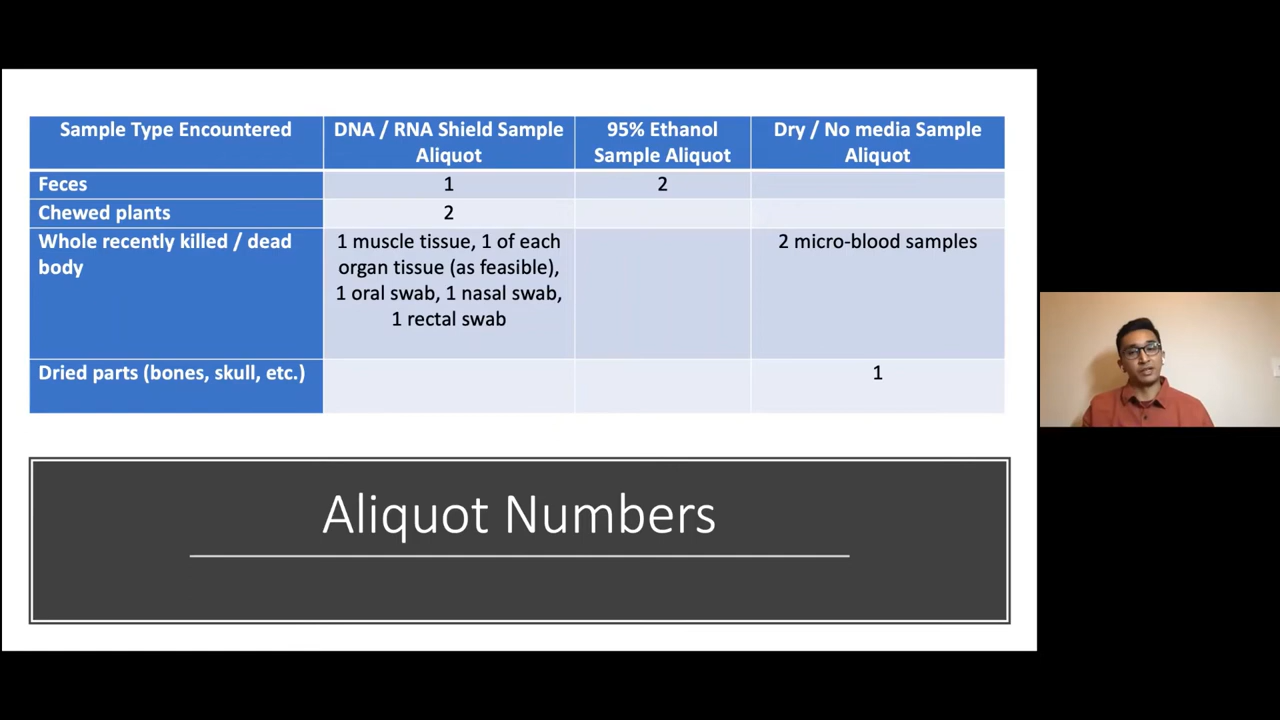 Sample Type Encountered
DNA / RNA Shield Sample
Aliquot
95% Ethanol
Sample Aliquot
Dry / No media Sample
Aliquot
Feces
1
2
Chewed plants
2
Whole recently killed / dead
body
1 muscle tissue, 1 of each
organ tissue (as feasible),
1 oral swab, 1 nasal swab,
1 rectal swab
2 micro-blood samples
Dried parts (bones, skull, etc.)
1
Aliquot Numbers